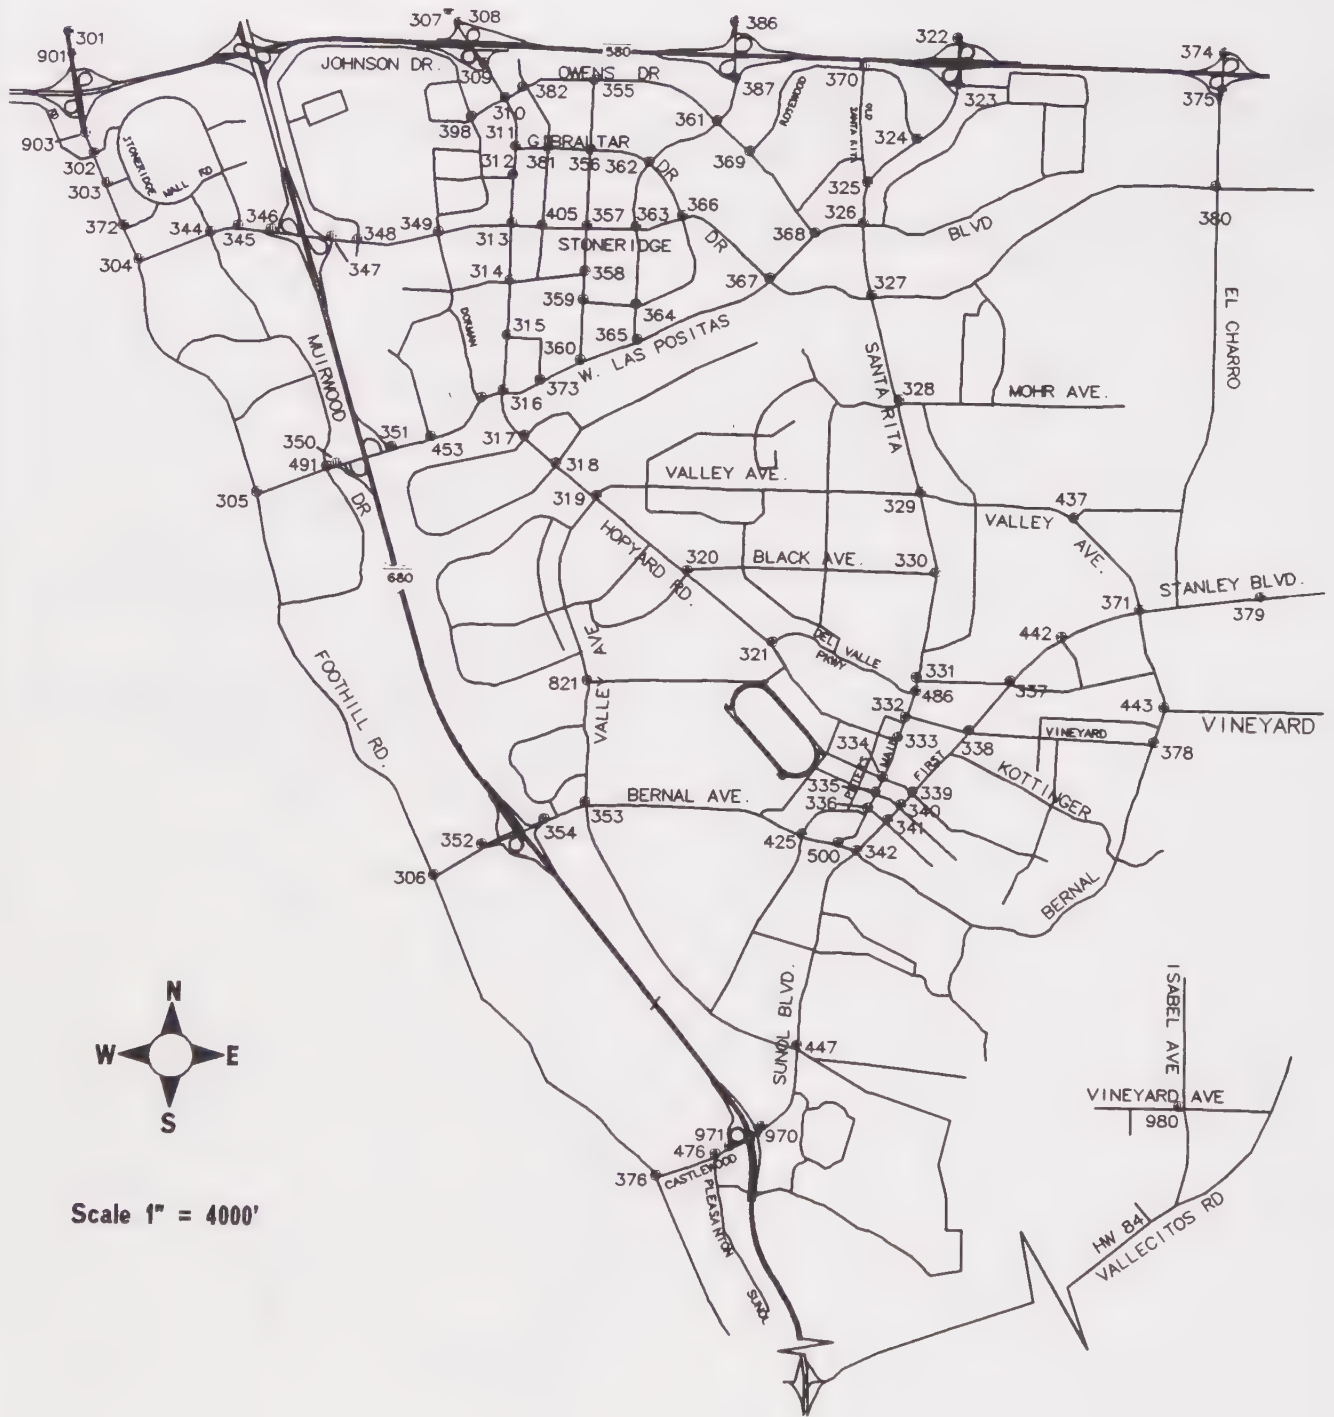 307 308
386
322
374
301
901
580
JOHNSON DR.
309
OWENS DR
382
355
387
370
323
375
310
398
311
361
ROSEWOOD
OLD
SANTA RITA
324
RD
903
302
STONERIDGE MALL RD
GIBRALTAR
DR
381
356
362
369
312
303
325
372
344
345
346
348
349
405
357
363
366
326
380
313
STONERIDGE
DR
368
BLVD
304
347
314
358
367
327
359
364
DORMAN
315
365
360
W. LAS POSITAS
EL CHARRO
MUIRWOOD
DR
SANTA RITA
373
316
328
MOHR AVE.
350
351
453
317
491
318
VALLEY AVE.
305
319
329
437
VALLEY
AVE.
HOPYARD RD.
320
BLACK AVE.
330
680
STANLEY BLVD.
371
379
442
AVE
321
DEL VALLE
PKWY
FOOTHILL RD.
331
821
486
337
VALLEY
332
443
VINEYARD
334
333
338
VINEYARD
378
MAIN
FIRST
PETERS
335
KOTTINGER
BERNAL AVE.
336
339
340
353
354
341
352
425
500
342
306
BERNAL
SUNOL BLVD.
ISABEL AVE
N
W E
S
447
VINEYARD AVE
980
971
970
476
376
CASTLEWOOD
PLEASANTON
SUNOL
Scale 1" = 4000'
HW 84
VALLECITOS RD